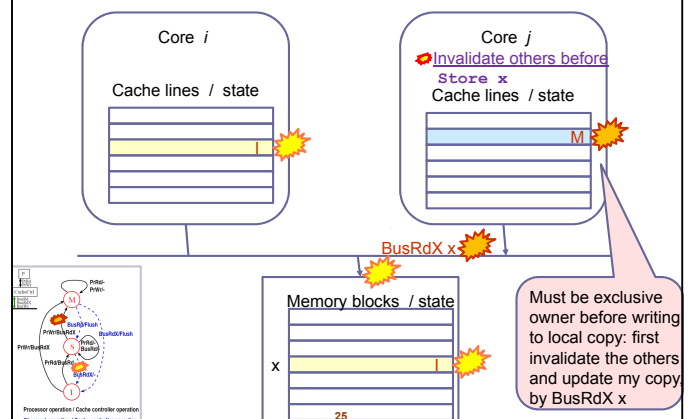 Core i
Core j
Invalidate others before
Store x
Cache lines / state
Cache lines / state
I
M
BusRdX x
Memory blocks / state
x
I
25
Must be exclusive
owner before writing
to local copy: first
invalidate the others
and update my copy,
by BusRdX x
P
CacheCtrl
PrRd/-
PrWr/-
M
BusRd/Flush
PrWr/BusRdX
BusRdX/Flush
PrWr/BusRdX
S
PrRd/-
BusRd/-
PrRd/BusRd
BusRdX/-
I
Processor operation / Cache controller operation